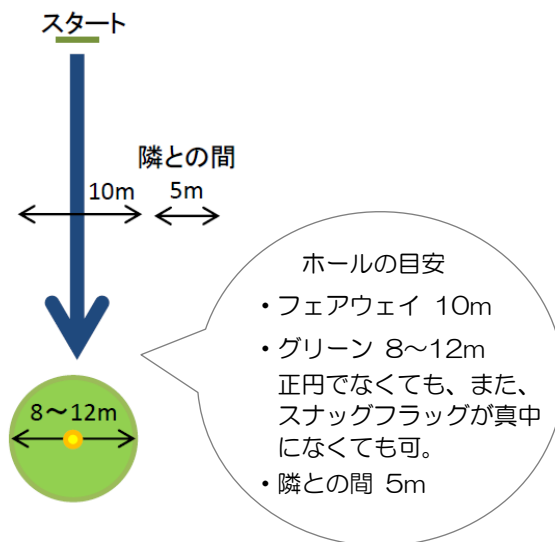 スタート
隣との間
10m
5m
ホールの目安
・フェアウェイ 10m
・グリーン 8〜12m
正円でなくても、また、
スナッグフラッグが真中
になくても可。
・隣との間 5m
8〜12m